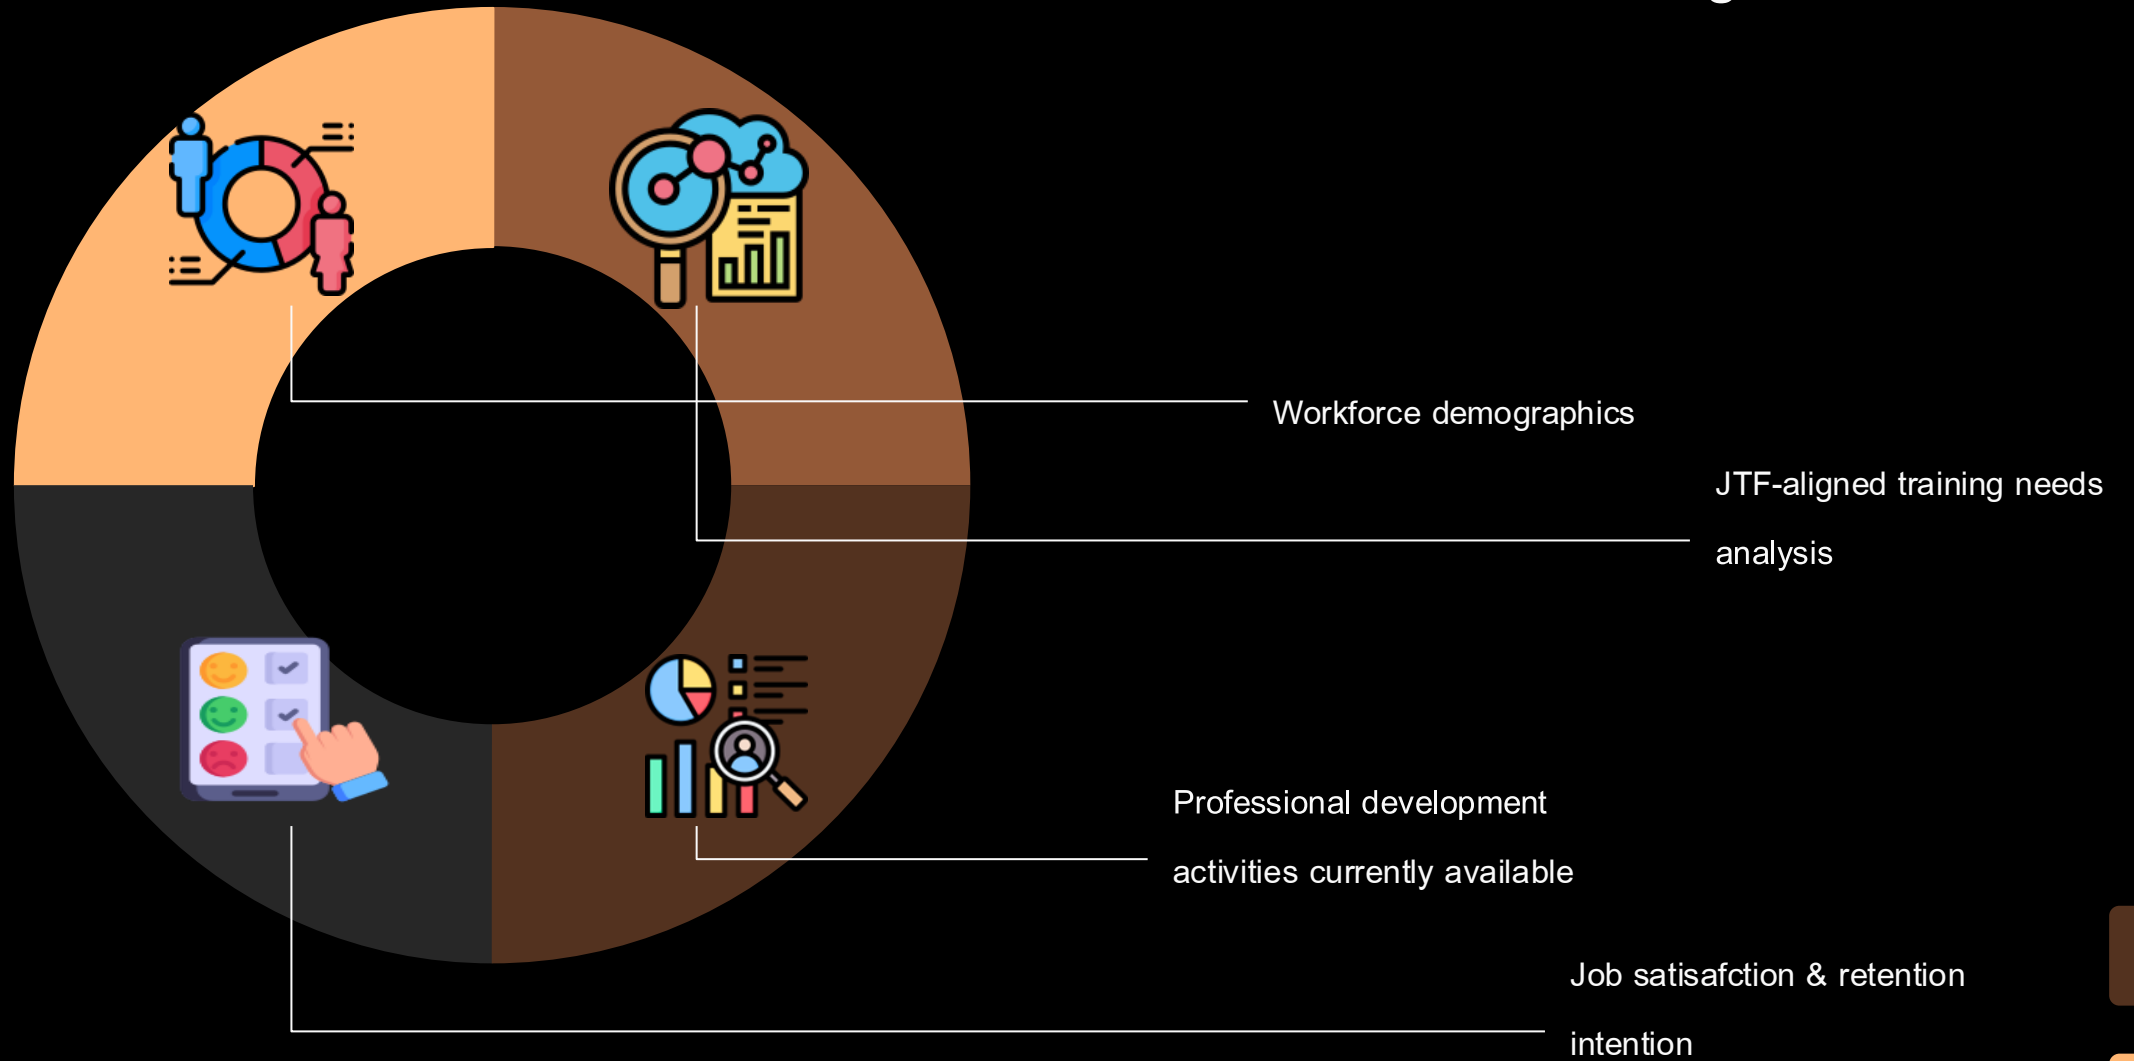 Workforce demographics
JTF-aligned training needs
analysis
Professional development
activities currently available
Job satisafction & retention
intention